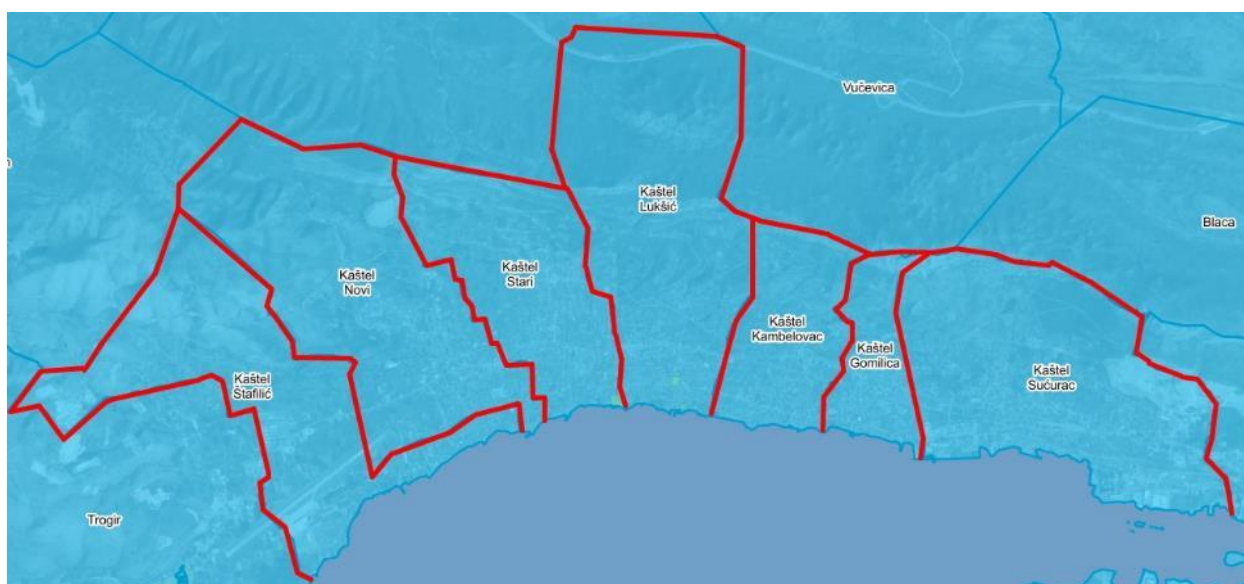 Vučevica
Kaštel
Lukšić
Blaca
Kaštel
Novi
Kaštel
Stari
Kaštel
Kambelovac
Kaštel
Gomilica
Kaštel
Sućurac
Kaštel
Štafilić
Trogir